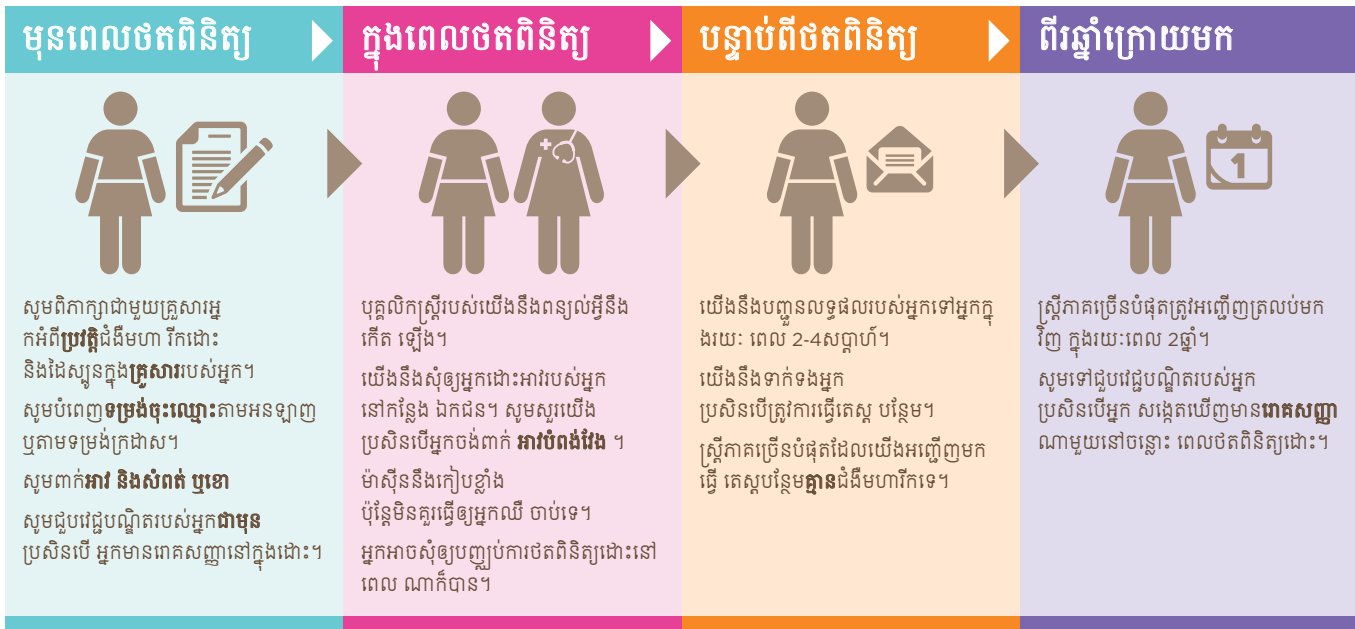 មុនពេលថតពិនិត្យ
សូមពិភាក្សាជាមួយគ្រួសារអ្ន
កអំពីប្រវត្តិជំងឺមហា រីកដោះ
និងដៃស្បូនក្នុងគ្រួសាររបស់អ្នក។
សូមបំពេញទម្រង់ចុះឈ្មោះតាមអនឡាញ
ឬតាមទម្រង់ក្រដាស។
សូមពាក់អាវ និងសំពត់ ឬខោ
សូមជួបវេជ្ជបណ្ឌិតរបស់អ្នកជាមុន
ប្រសិនបើ អ្នកមានរោគសញ្ញានៅក្នុងដោះ។
ក្នុងពេលថតពិនិត្យ
បុគ្គលិកស្ត្រីរបស់យើងនឹងពន្យល់អ្វីនឹង
កើត ឡើង។
យើងនឹងសុំឲ្យអ្នកដោះអាវរបស់អ្នក
នៅកន្លែង ឯកជន។ សូមសួរយើង
ប្រសិនបើអ្នកចង់ពាក់ អាវបំពង់វែង ។
ម៉ាស៊ីននឹងកៀបខ្លាំង
ប៉ុន្តែមិនគួរធ្វើឲ្យអ្នកឈឺ ចាប់ទេ។
អ្នកអាចសុំឲ្យបញ្ឈប់ការថតពិនិត្យដោះនៅ
ពេល ណាក៏បាន។
បន្ទាប់ពីថតពិនិត្យ
យើងនឹងបញ្ជូនលទ្ធផលរបស់អ្នកទៅអ្នកក្នុ
ងរយៈ ពេល 2-4សប្តាហ៍។
យើងនឹងទាក់ទងអ្នក
ប្រសិនបើត្រូវការធ្វើតេស្ត បន្ថែម។
ស្ត្រីភាគច្រើនបំផុតដែលយើងអញ្ជើញមក
ធ្វើ តេស្តបន្ថែមគ្មានជំងឺមហារីកទេ។
ពីរឆ្នាំក្រោយមក
1
ស្ត្រីភាគច្រើនបំផុតត្រូវអញ្ជើញត្រលប់មក
វិញ ក្នុងរយៈពេល 2ឆ្នាំ។
សូមទៅជួបវេជ្ជបណ្ឌិតរបស់អ្នក
ប្រសិនបើអ្នក សង្កេតឃើញមានរោគសញ្ញា
ណាមួយនៅចន្លោះ ពេលថតពិនិត្យដោះ។